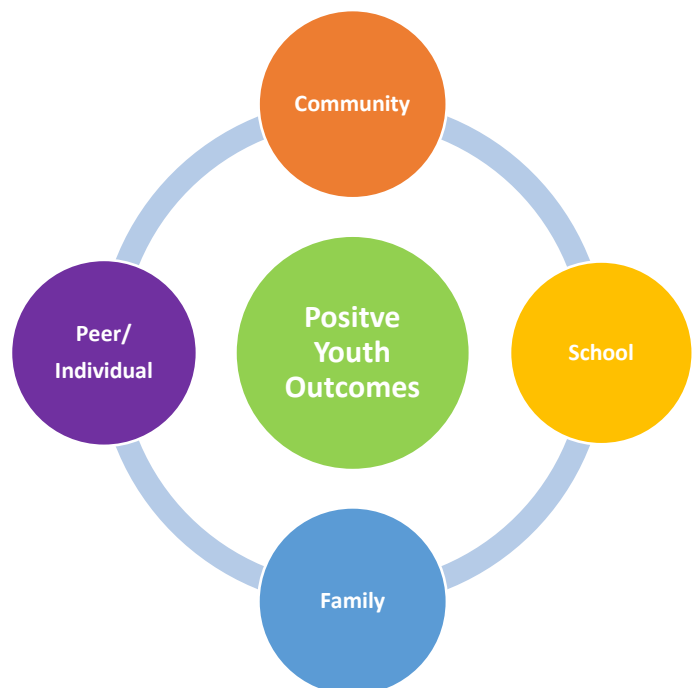 Community
Peer/
Individual
Positve
Youth
Outcomes
School
Family